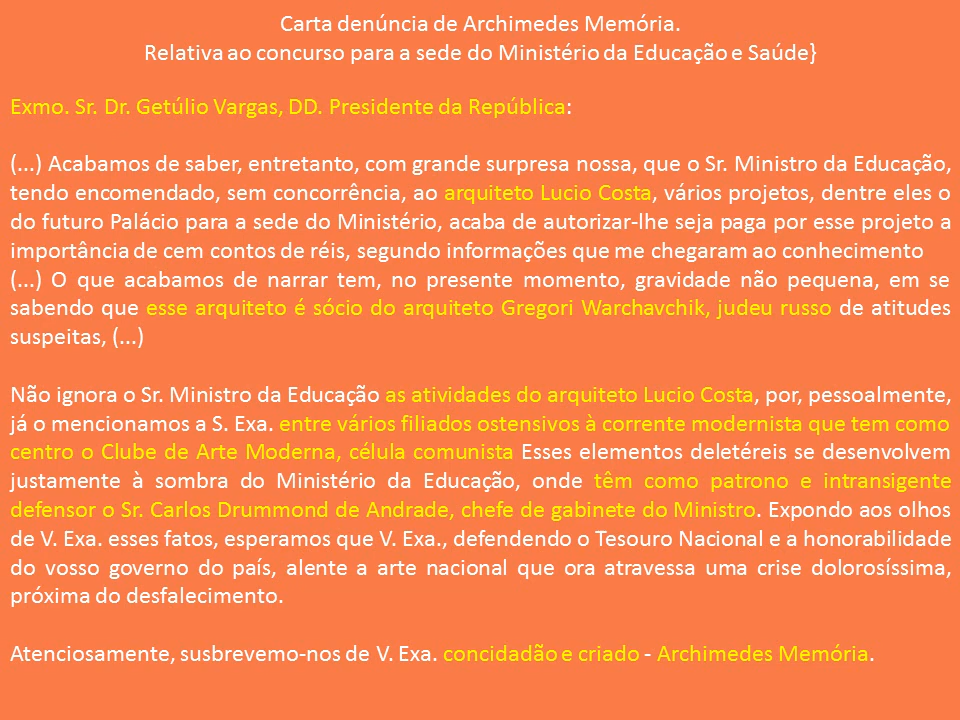 Carta denúncia de Archimedes Memória.
Relativa ao concurso para a sede do Ministério da Educação e Saúde}
Exmo. Sr. Dr. Getúlio Vargas, DD. Presidente da República:
(...) Acabamos de saber, entretanto, com grande surpresa nossa, que o Sr. Ministro da Educação,
tendo encomendado, sem concorrência, ao arquiteto Lucio Costa, vários projetos, dentre eles o
do futuro Palácio para a sede do Ministério, acaba de autorizar-lhe seja paga por esse projeto a
importância de cem contos de réis, segundo informações que me chegaram ao conhecimento
(...) O que acabamos de narrar tem, no presente momento, gravidade não pequena, em se
sabendo que esse arquiteto é sócio do arquiteto Gregori Warchavchik, judeu russo de atitudes
suspeitas, (...)
Não ignora o Sr. Ministro da Educação as atividades do arquiteto Lucio Costa, por, pessoalmente,
já o mencionamos a S. Exa. entre vários filiados ostensivos à corrente modernista que tem como
centro o Clube de Arte Moderna, célula comunista Esses elementos deletéreis se desenvolvem
justamente à sombra do Ministério da Educação, onde têm como patrono e intransigente
defensor o Sr. Carlos Drummond de Andrade, chefe de gabinete do Ministro. Expondo aos olhos
de V. Exa. esses fatos, esperamos que V. Exa., defendendo o Tesouro Nacional e a honorabilidade
do vosso governo do país, alente a arte nacional que ora atravessa uma crise dolorosíssima,
próxima do desfalecimento.
Atenciosamente, susbrevemo-nos de V. Exa. concidadão e criado - Archimedes Memória.